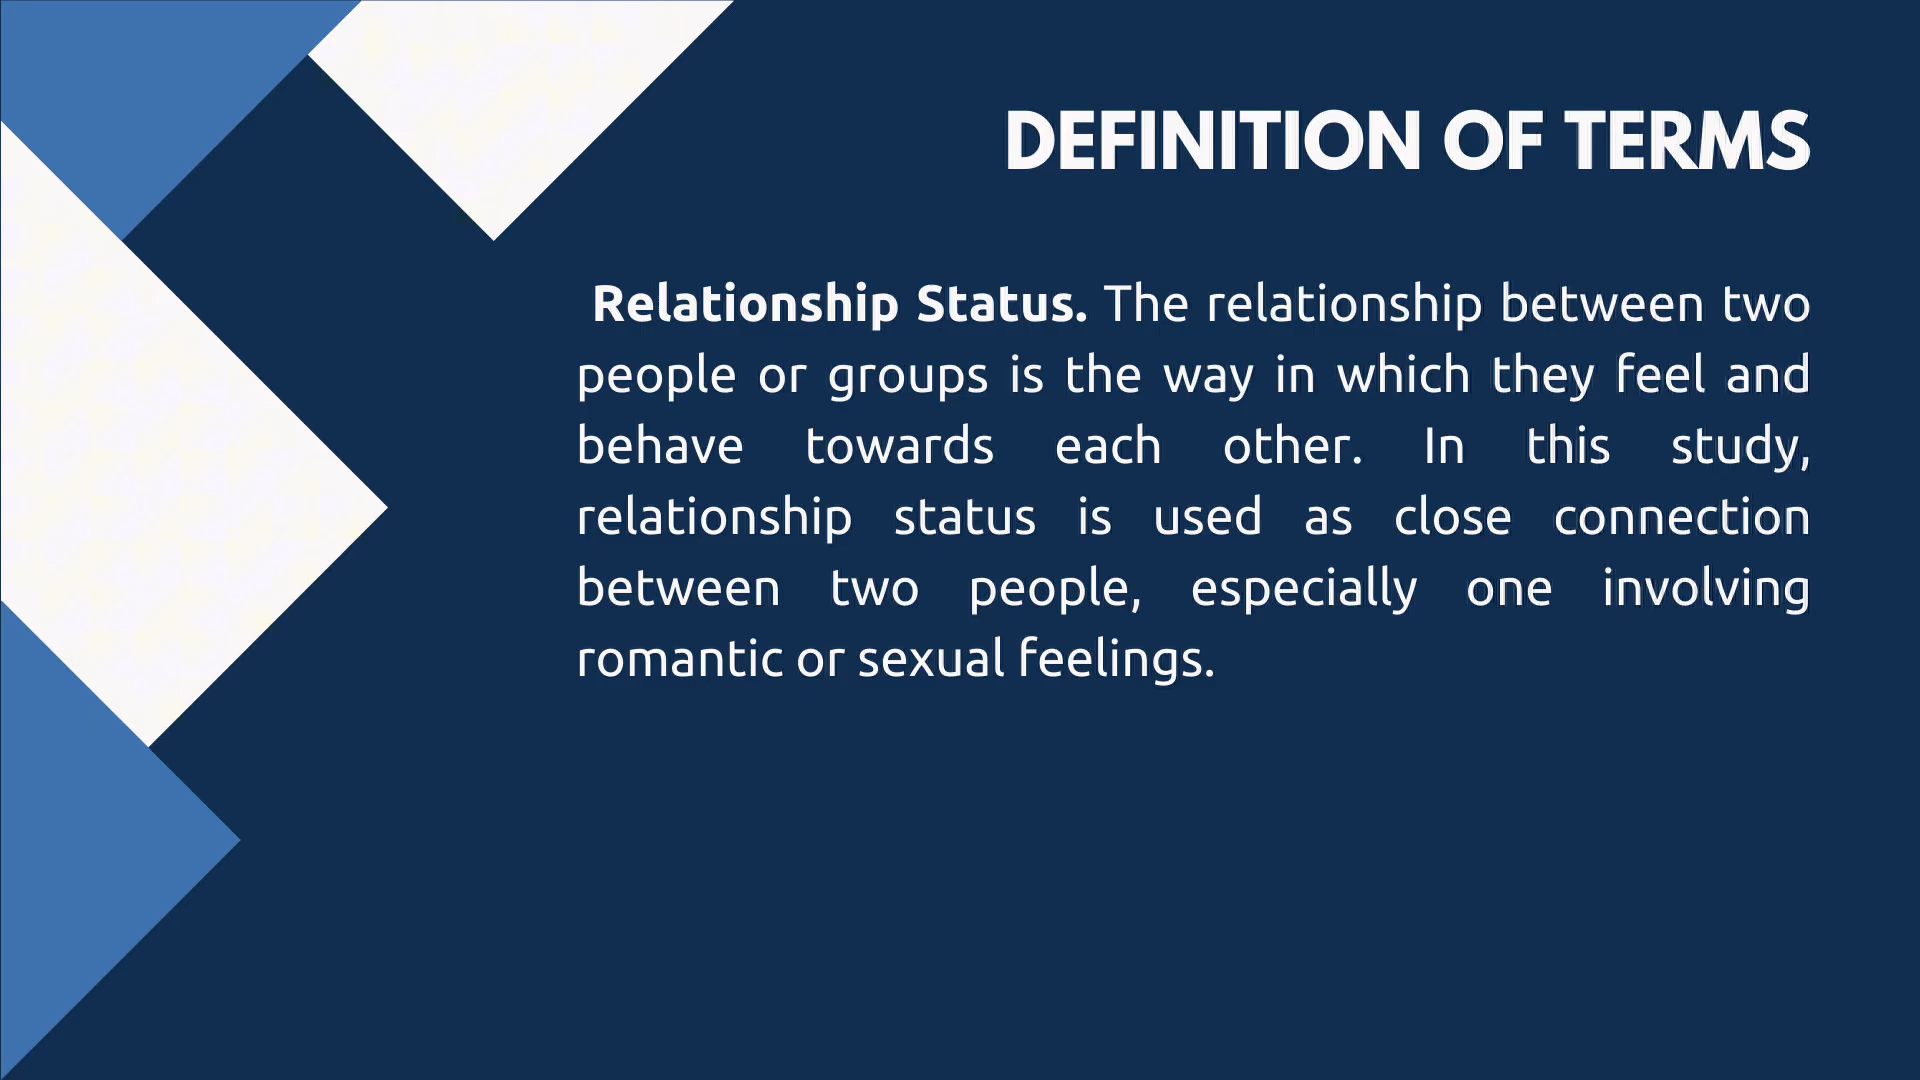 DEFINITION OF TERMS
Relationship Status. The relationship between two
people or groups is the way in which they feel and
behave towards each other. In this study,
relationship status is used as close connection
between two people, especially one involving
romantic or sexual feelings.